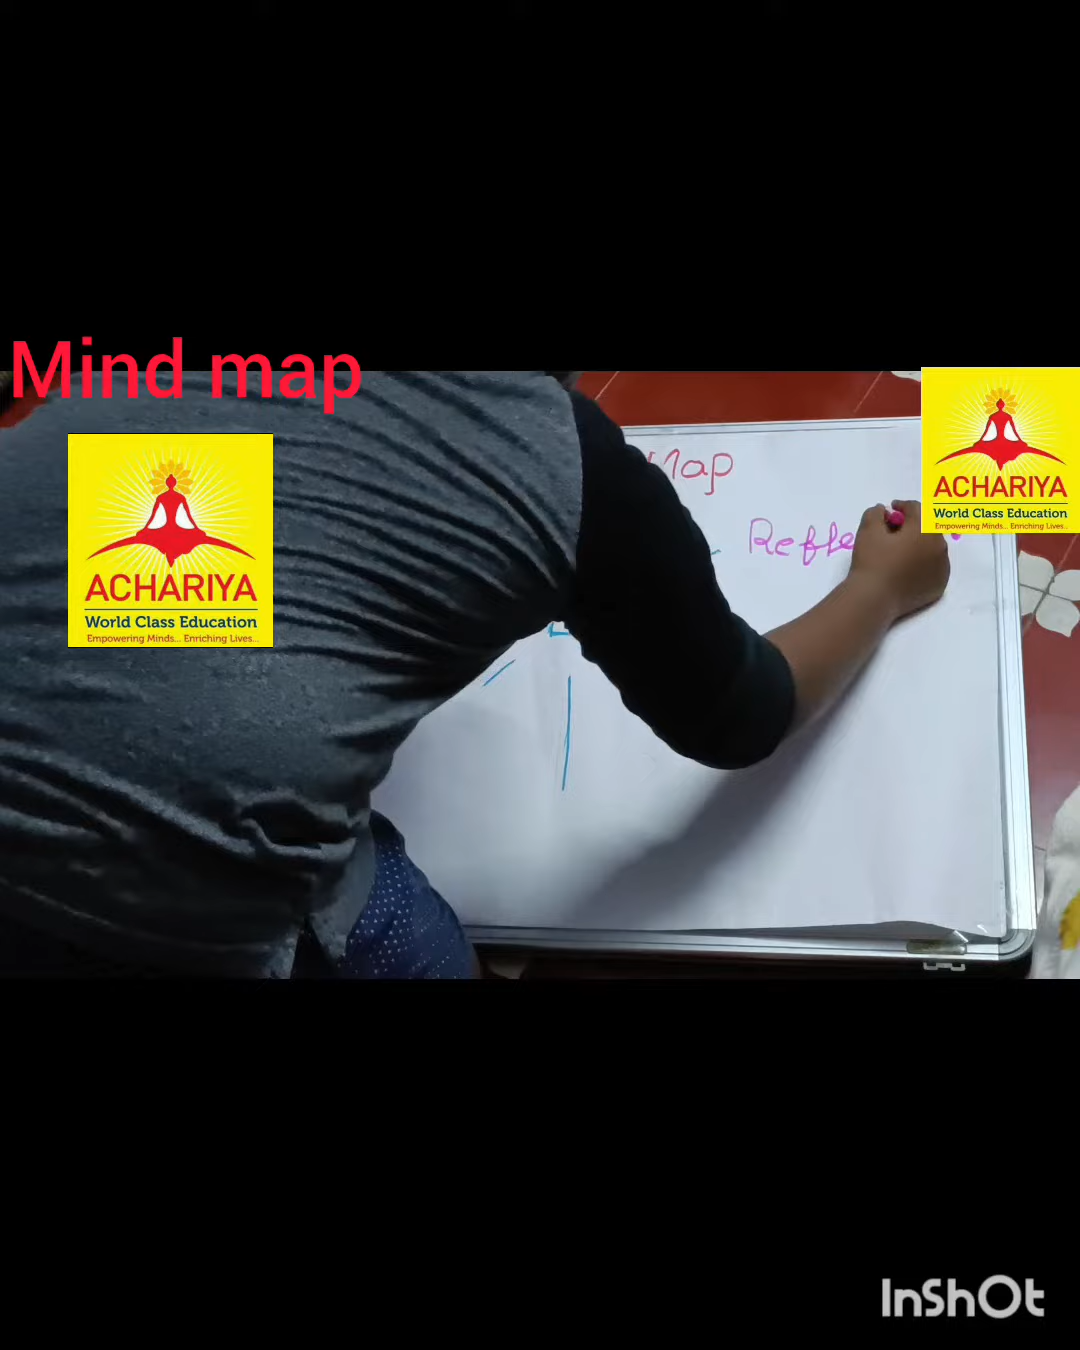 Mind map
Map
ACHARIYA
World Class Education
Empowering Minds... Enriching Lives...
ACHARIYA
World Class Education
Empowering Minds... Enriching Lives...
InShOt